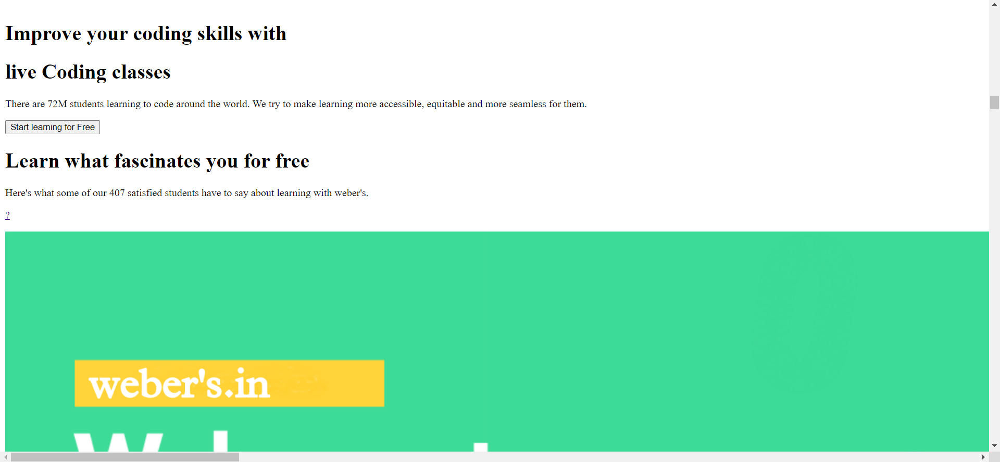 Improve your coding skills with
live Coding classes
There are 72M students learning to code around the world. We try to make learning more accessible, equitable and more seamless for them.
Start learning for Free
Learn what fascinates you for free
Here's what some of our 407 satisfied students have to say about learning with weber's.
?
weber's.in